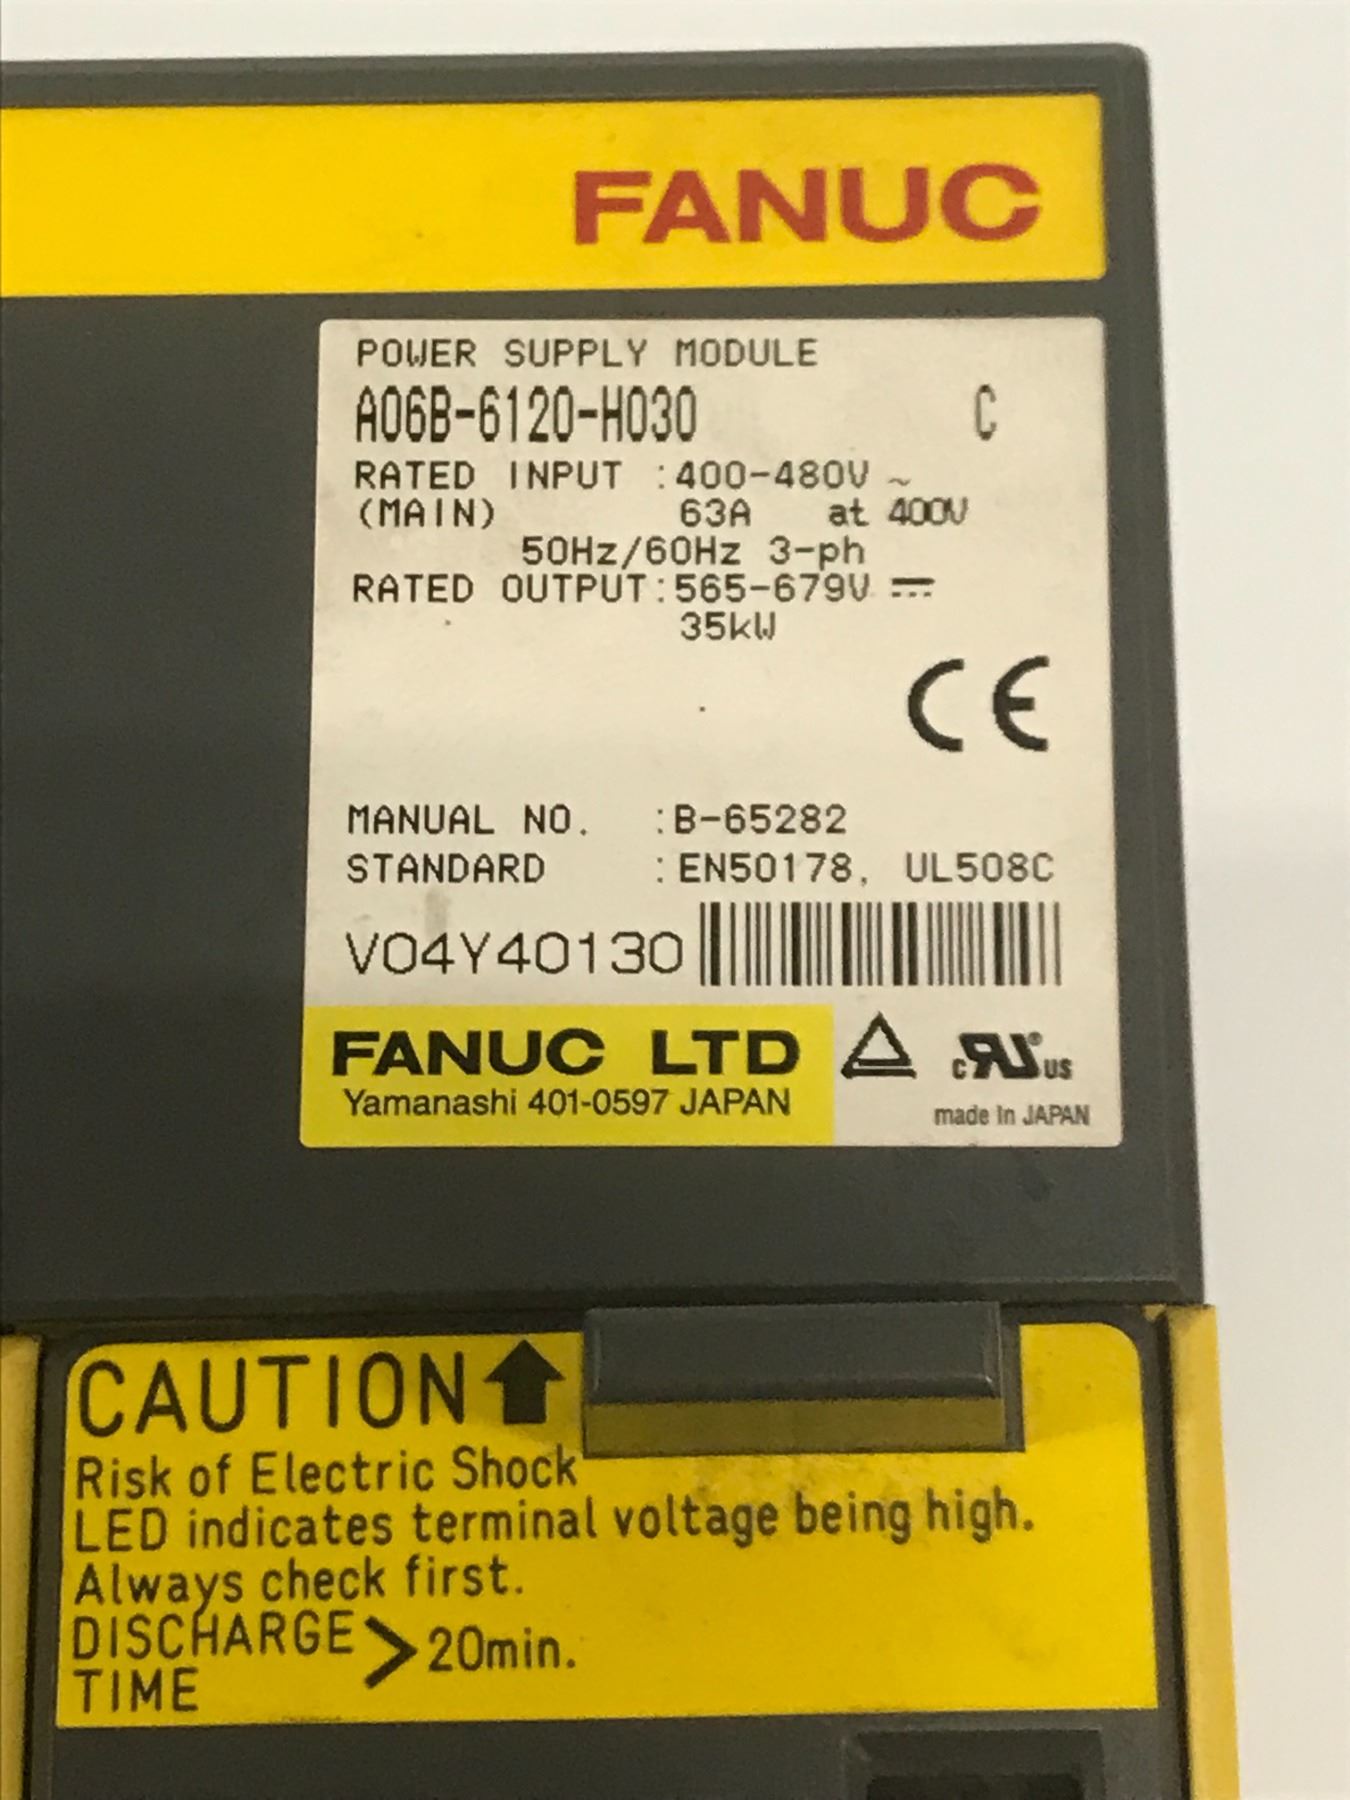 FANUC
POWER SUPPLY MODULE
A06B-6120-H030 C
RATED INPUT :400-480V ~
(MAIN) 63A at 400V
50Hz/60Hz 3-ph
RATED OUTPUT:565-679V ⎓
35kW
CE
MANUAL NO. :B-65282
STANDARD :EN50178, UL508C
V04Y40130
FANUC LTD
Yamanashi 401-0597 JAPAN
c RU ® US
made in JAPAN
CAUTION ↑
Risk of Electric Shock
LED indicates terminal voltage being high.
Always check first.
DISCHARGE TIME > 20min.